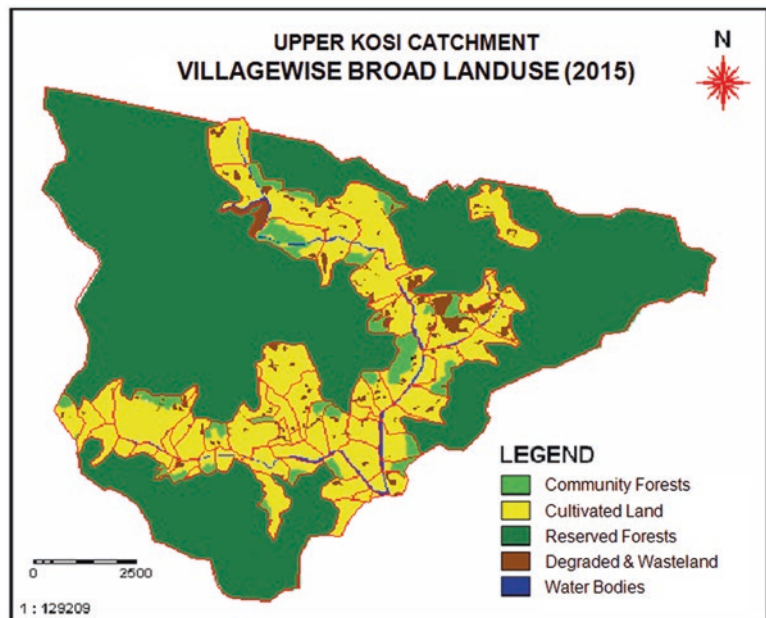 UPPER KOSI CATCHMENT
VILLAGEWISE BROAD LANDUSE (2015)
N
LEGEND
Community Forests
Cultivated Land
Reserved Forests
Degraded & Wasteland
Water Bodies
0 2500
1 : 129209